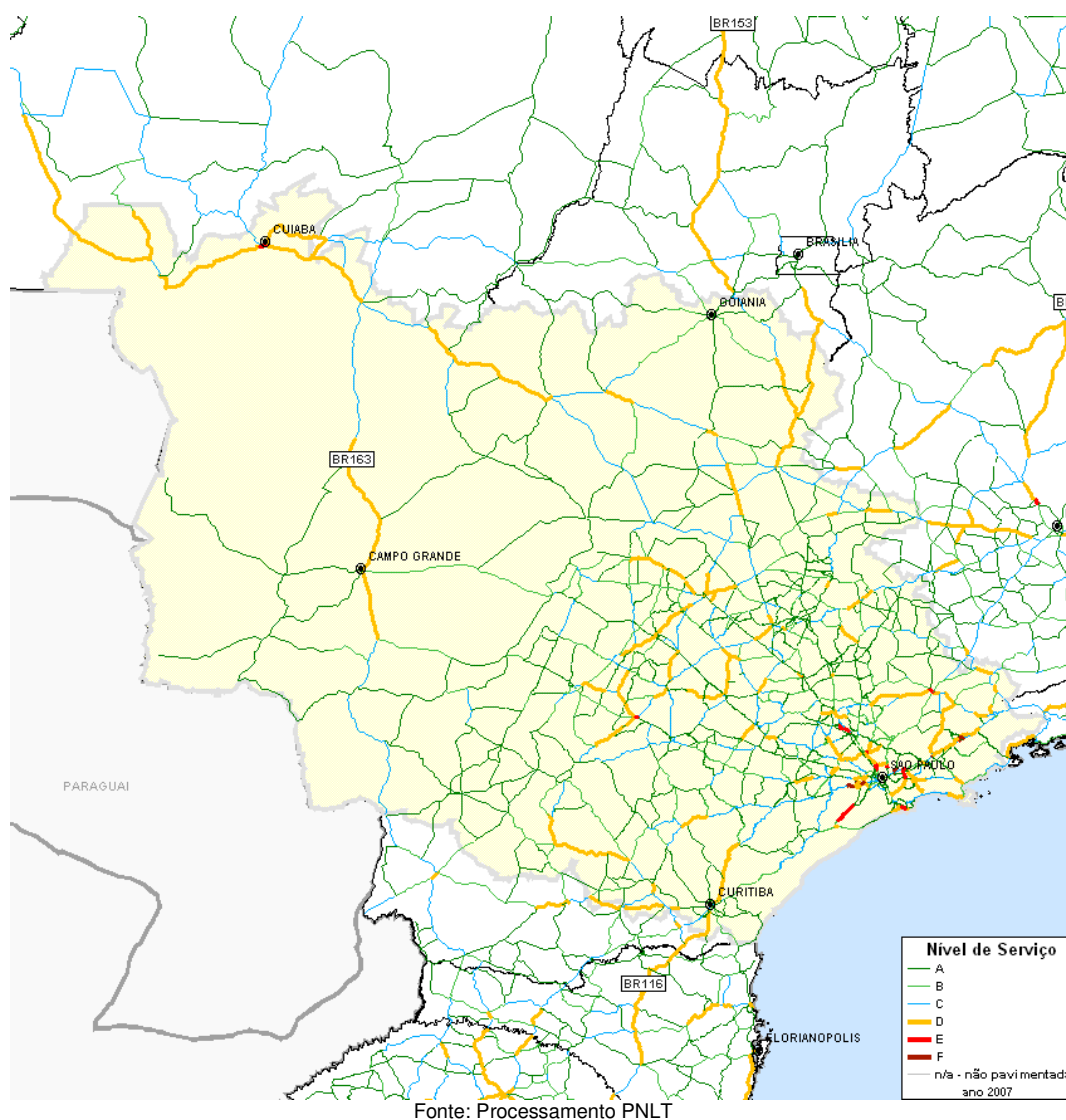 BR153
CUIABA
BRASILIA
GOIANIA
BR163
CAMPO GRANDE
SAO PAULO
PARAGUAI
CURITIBA
BR116
FLORIANOPOLIS
Nível de Serviço
A
B
C
D
E
F
n/a - não pavimentada
ano 2007
Fonte: Processamento PNLT